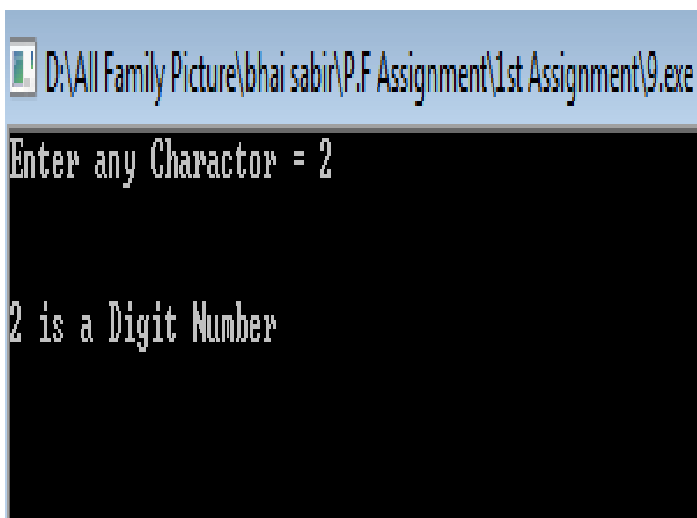 D:\All Family Picture\bhai sabir\P.F Assignment\1st Assignment\9.exe
Enter any Charactor = 2
2 is a Digit Number